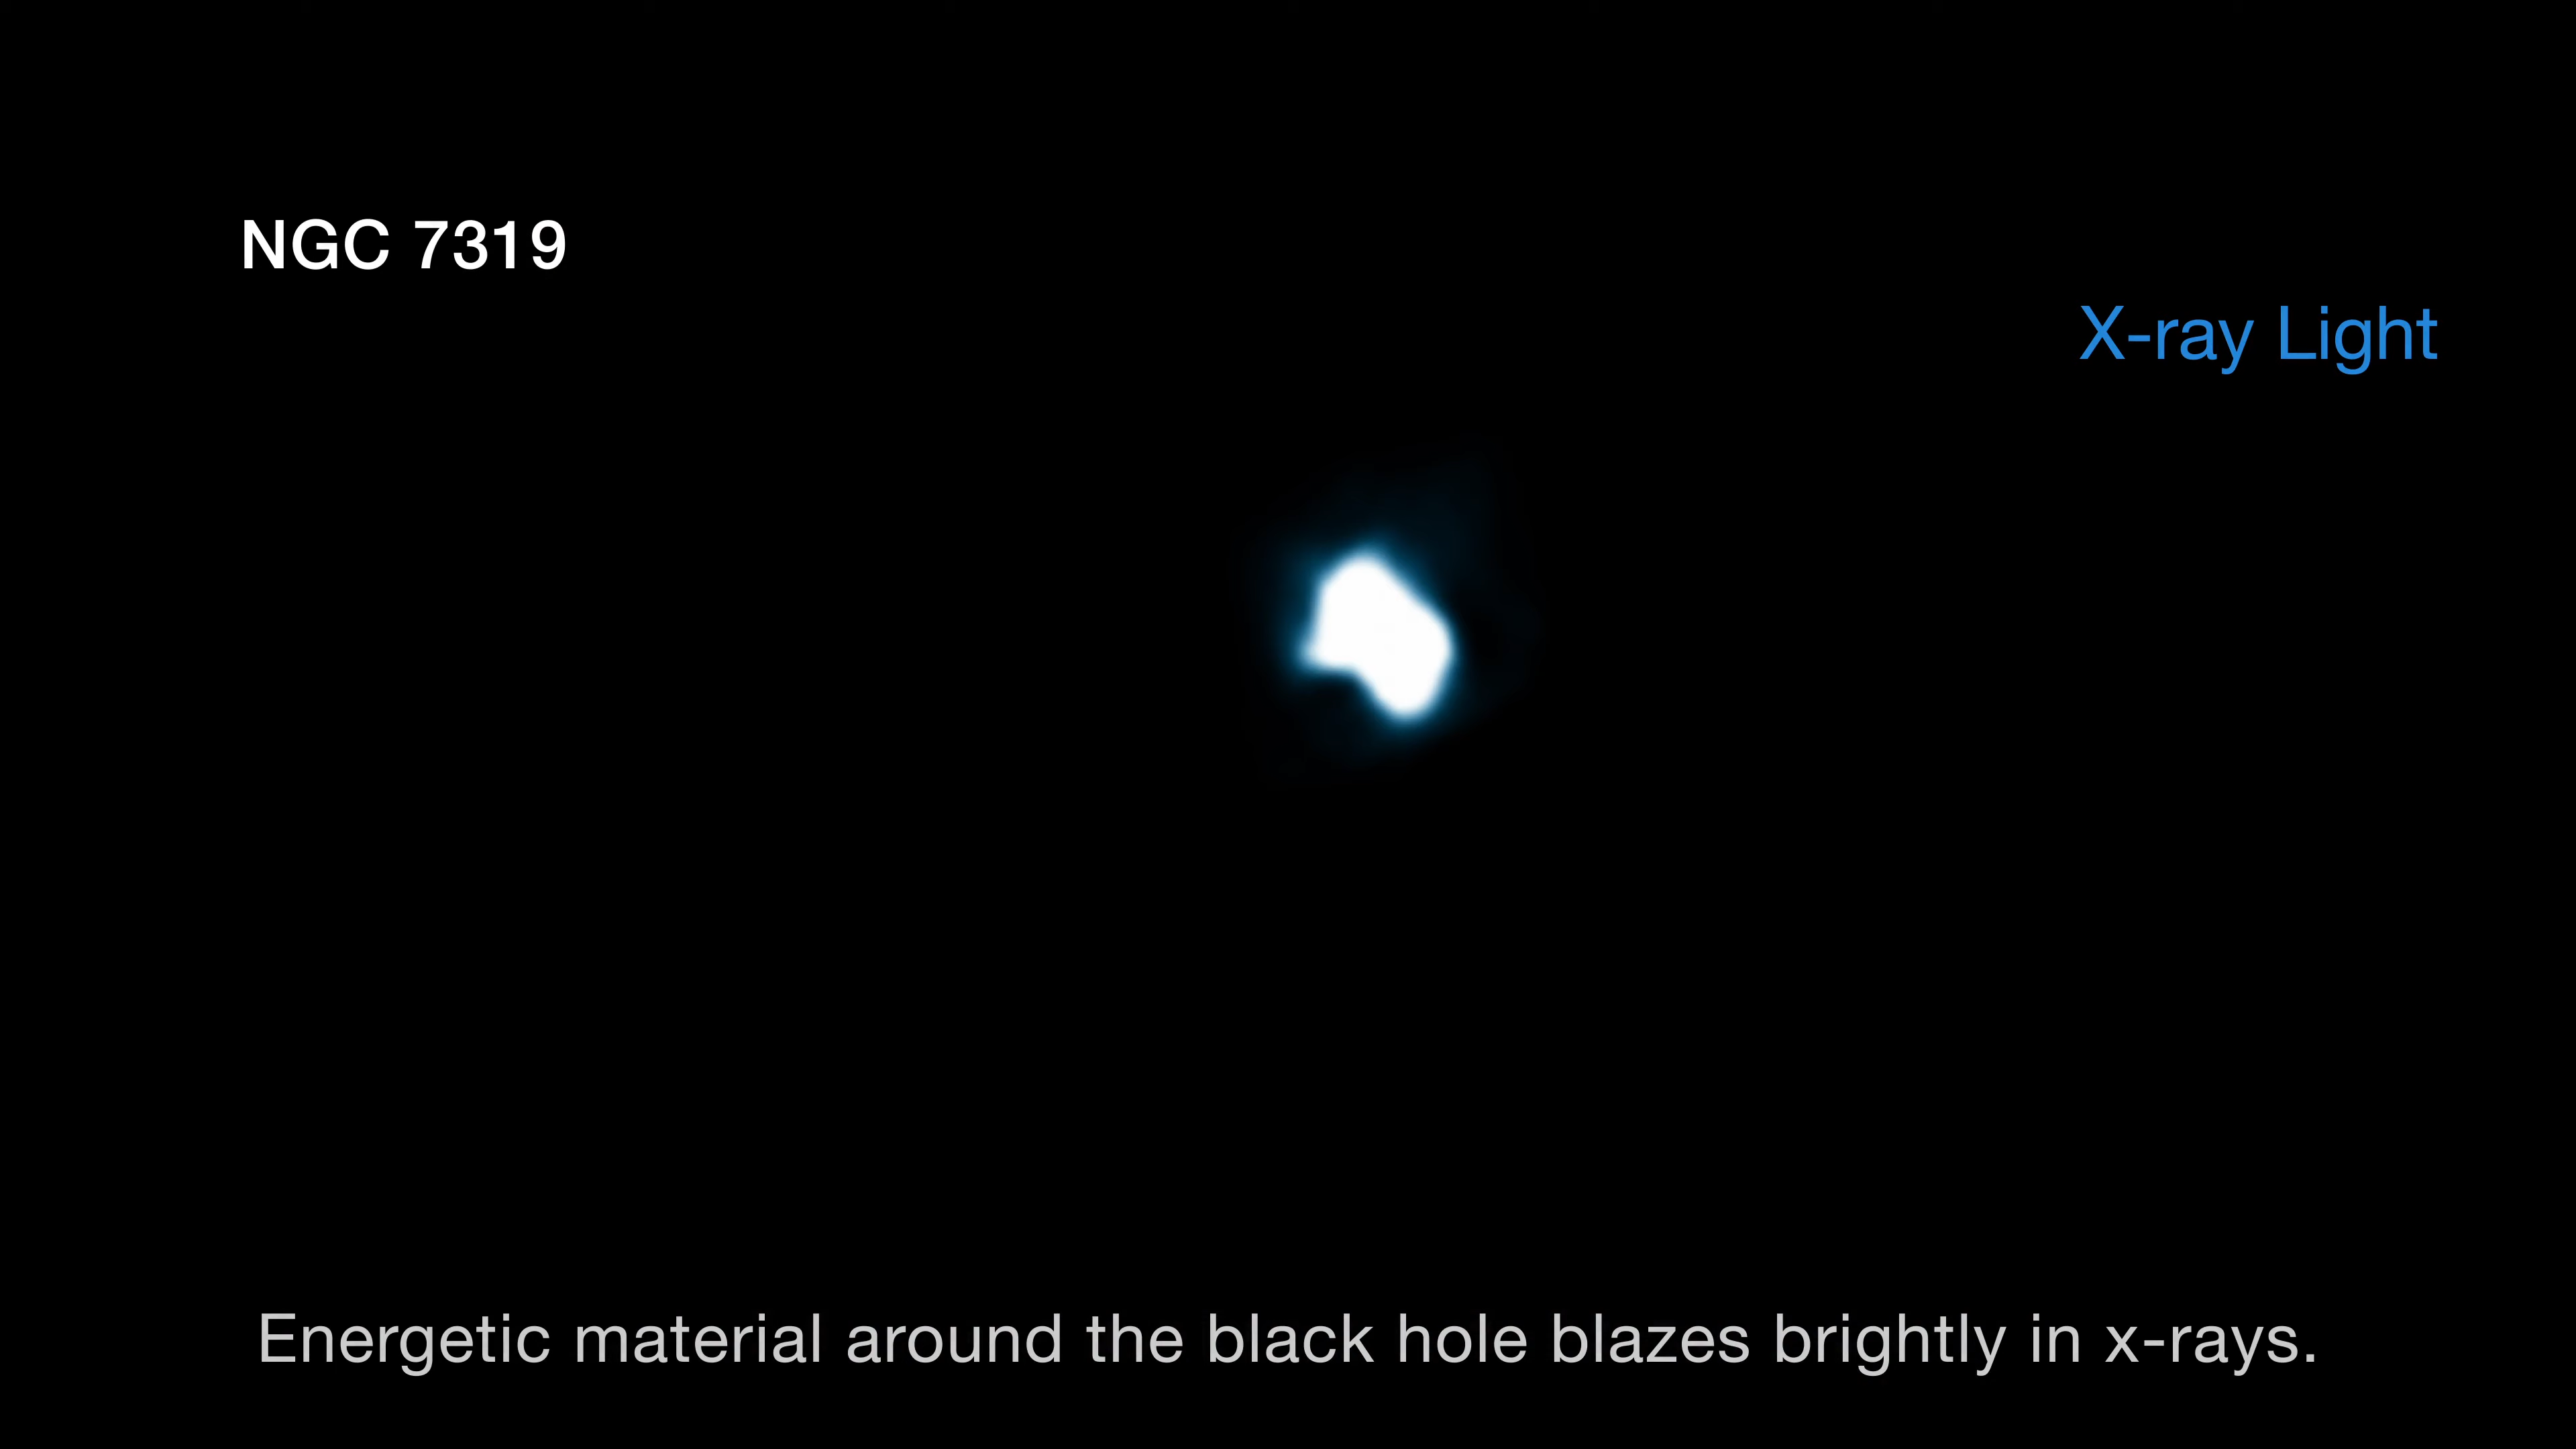 NGC 7319
X-ray Light
Energetic material around the black hole blazes brightly in x-rays.